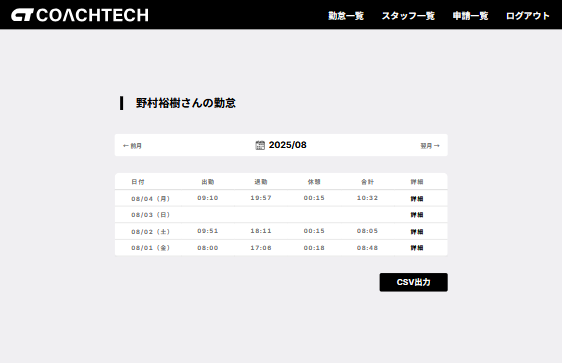 COACHTECH 勤怠一覧 スタッフ一覧 申請一覧 ログアウト
野村裕樹さんの勤怠
← 前月 2025/08 翌月 →
日付 出勤 退勤 休憩 合計 詳細
08/04（月） 09:10 19:57 00:15 10:32 詳細
08/03（日） 詳細
08/02（土） 09:51 18:11 00:15 08:05 詳細
08/01（金） 08:00 17:06 00:18 08:48 詳細
CSV出力